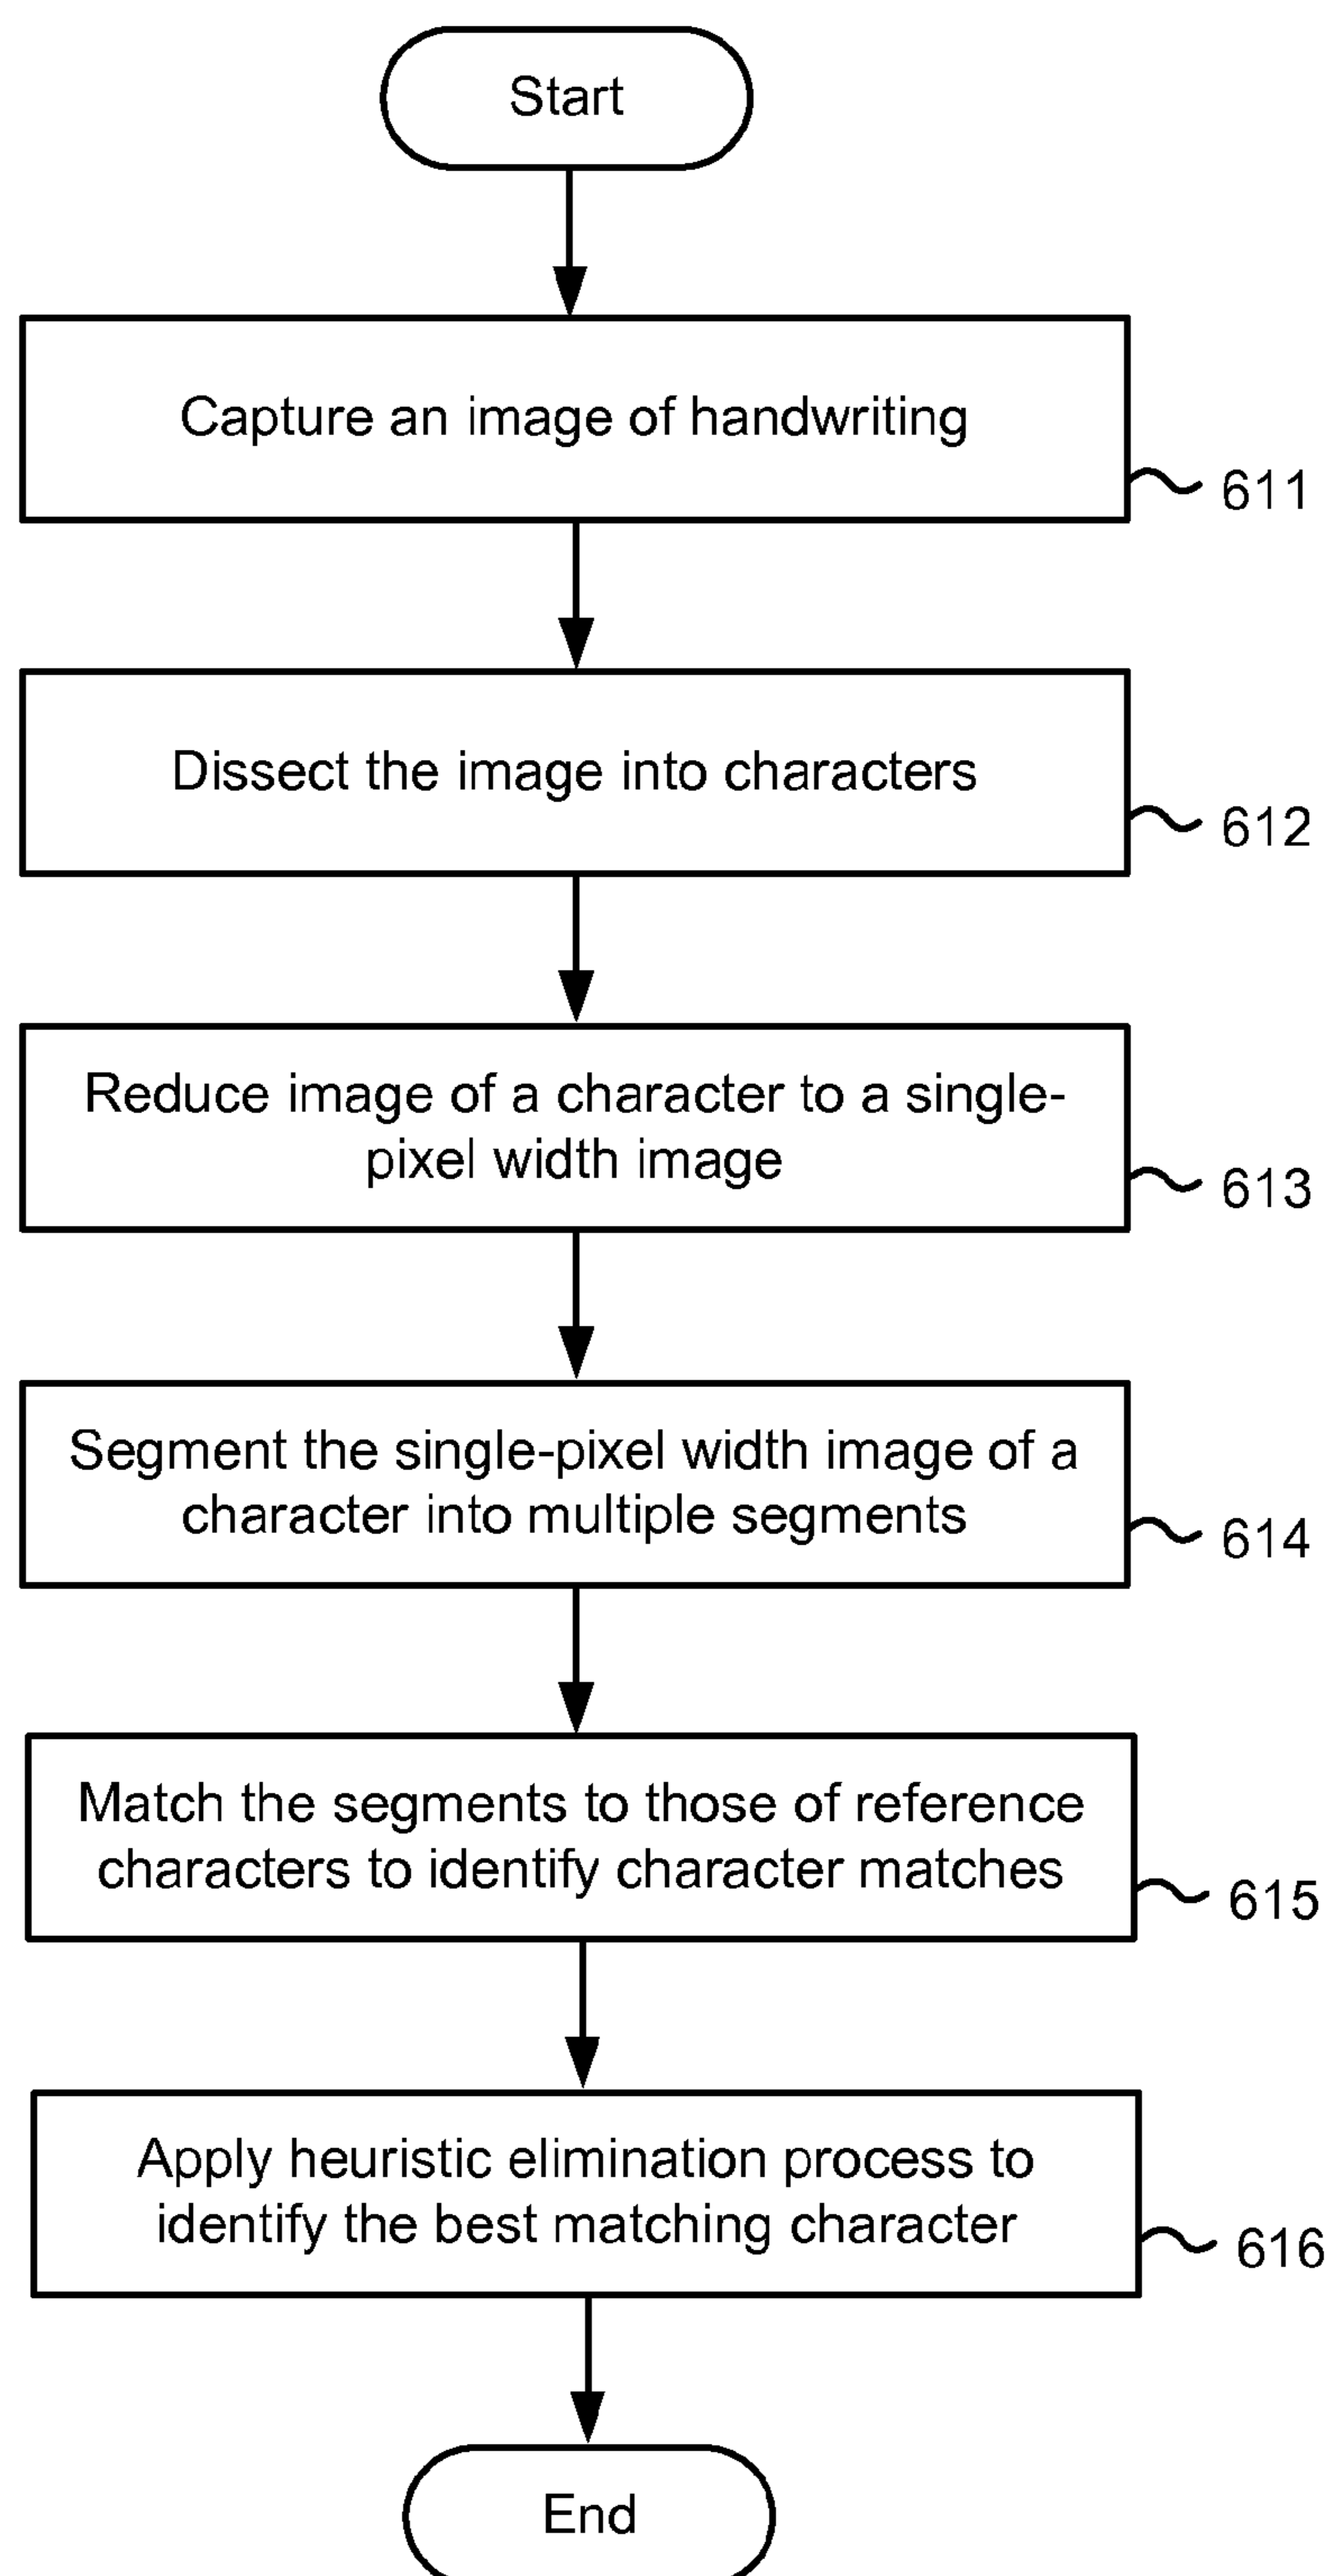 Start
Capture an image of handwriting
611
Dissect the image into characters
612
Reduce image of a character to a single-
pixel width image
613
Segment the single-pixel width image of a
character into multiple segments
614
Match the segments to those of reference
characters to identify character matches
615
Apply heuristic elimination process to
identify the best matching character
616
End